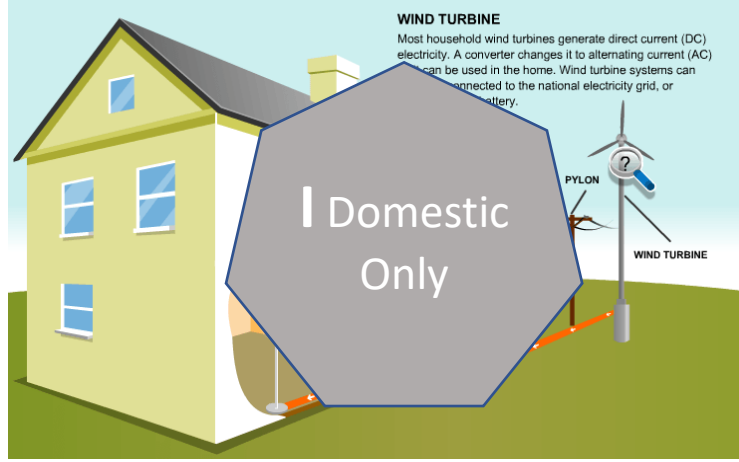 WIND TURBINE
Most household wind turbines generate direct current (DC)
electricity. A converter changes it to alternating current (AC)
can be used in the home. Wind turbine systems can
to the national electricity grid, or
?
PYLON
WIND TURBINE
I Domestic
Only